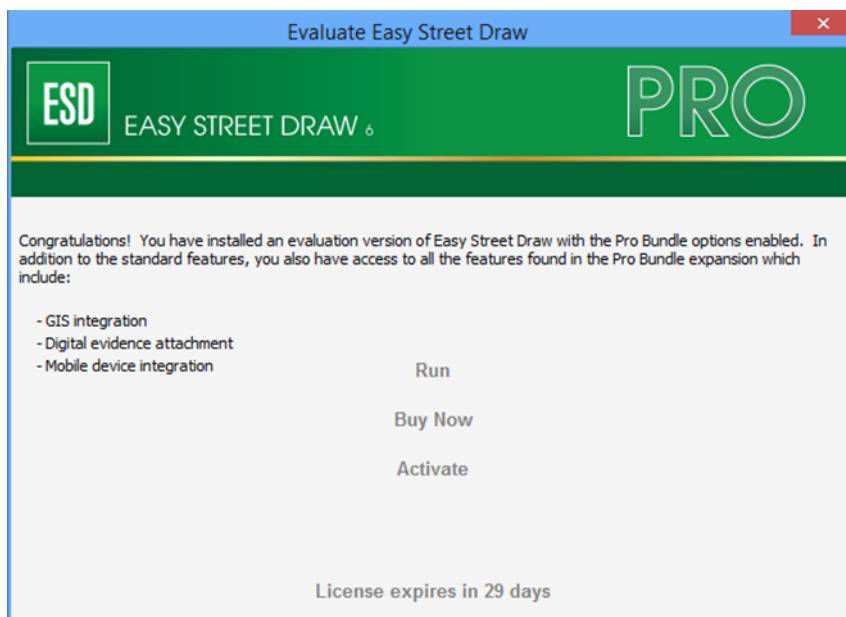 Evaluate Easy Street Draw
ESD
EASY STREET DRAW 6
PRO
Congratulations!  You have installed an evaluation version of Easy Street Draw with the Pro Bundle options enabled.  In
addition to the standard features, you also have access to all the features found in the Pro Bundle expansion which
include:
- GIS integration
- Digital evidence attachment
- Mobile device integration
Run
Buy Now
Activate
License expires in 29 days